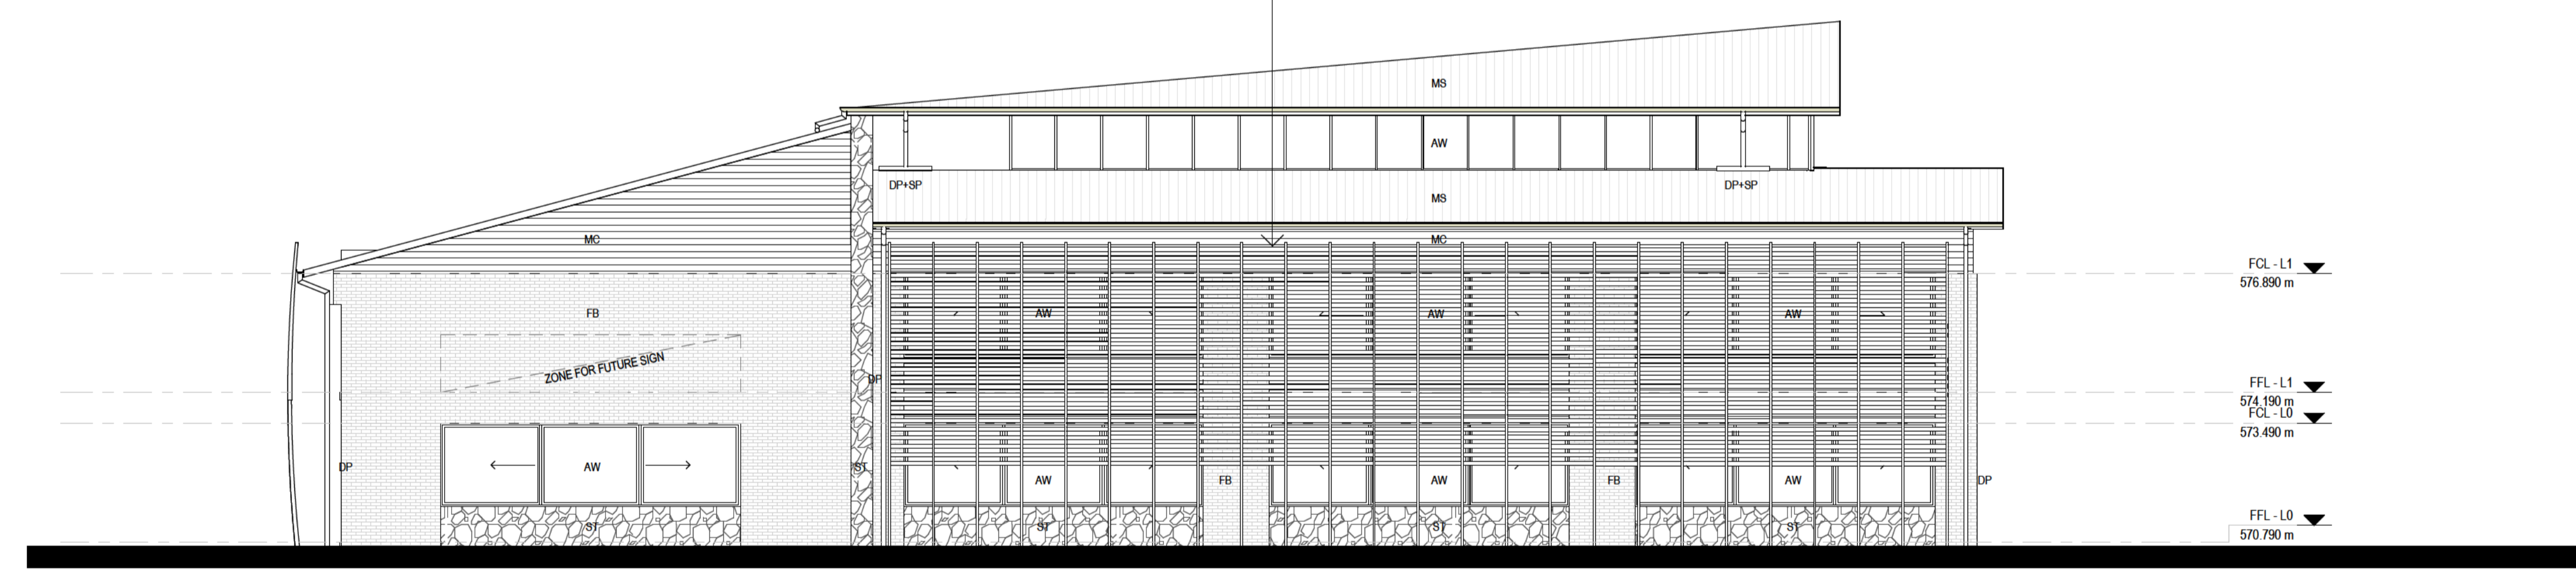 MS
AW
DP+SP
DP+SP
MS
MC
MC
FCL - L1
576.890 m
FB
AW
AW
AW
ZONE FOR FUTURE SIGN
DP
FFL - L1
574.190 m
FCL - L0
573.490 m
DP
AW
ST
AW
FB
AW
FB
AW
DP
ST
ST
ST
ST
FFL - L0
570.790 m